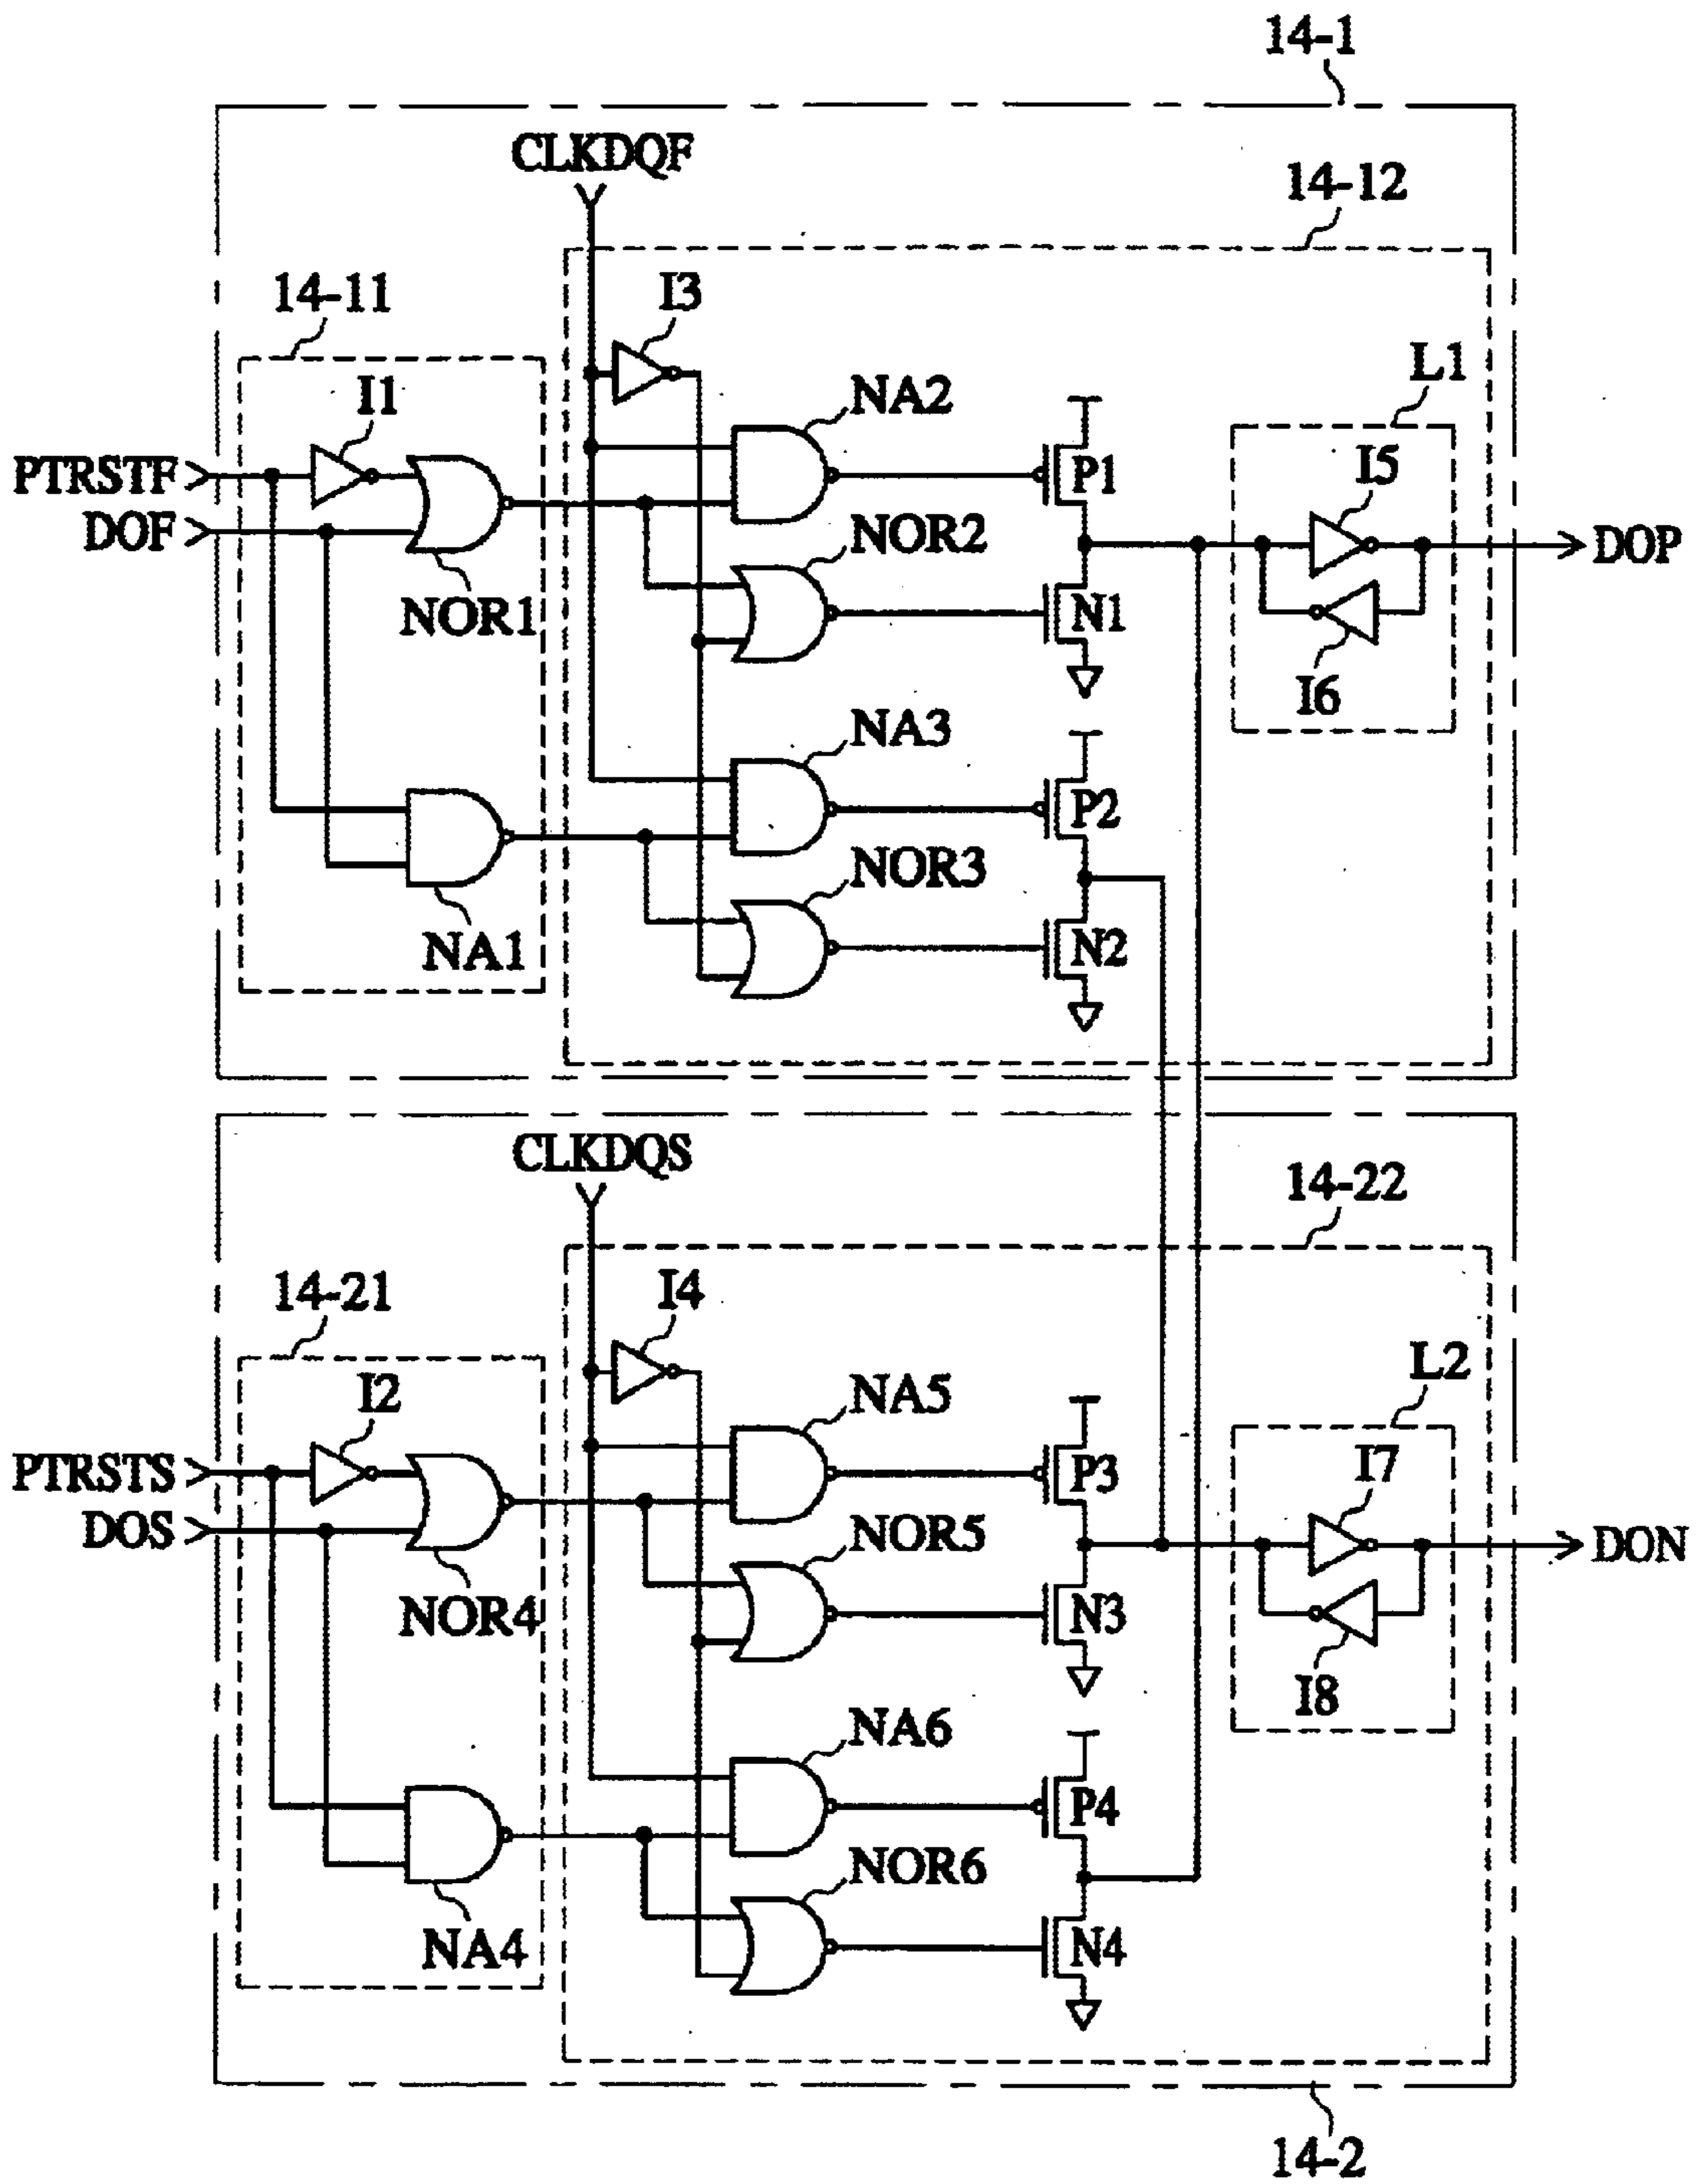 14-1
CLKDQF
14-12
14-11
I3
L1
I1
NA2
I5
PTRSTF
P1
DOF
NOR2
DOP
NOR1
N1
I6
NA3
P2
NOR3
NA1
N2
CLKDQS
14-22
14-21
I4
L2
I2
NA5
I7
PTRSTS
P3
DOS
NOR5
DON
NOR4
N3
I8
NA6
P4
NOR6
NA4
N4
14-2